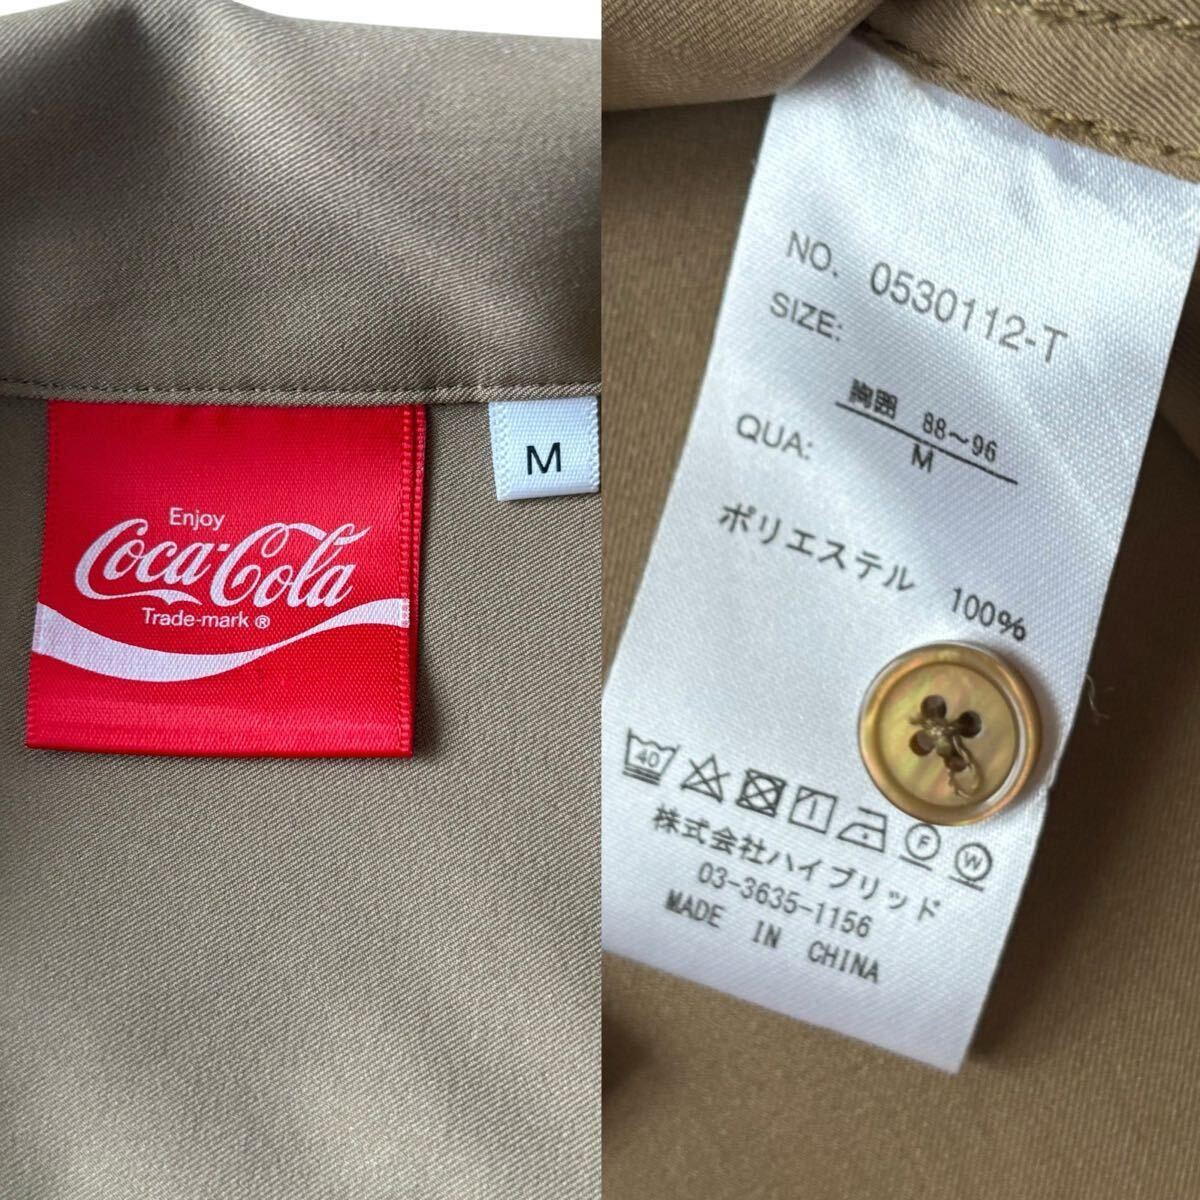 Enjoy
Coca-Cola
Trade-mark ®
M
NO. 0530112-T
SIZE:
胸囲 88~96
M
QUA:
ポリエステル 100%
40
F
W
株式会社ハイブリッド
03-3635-1156
MADE IN CHINA